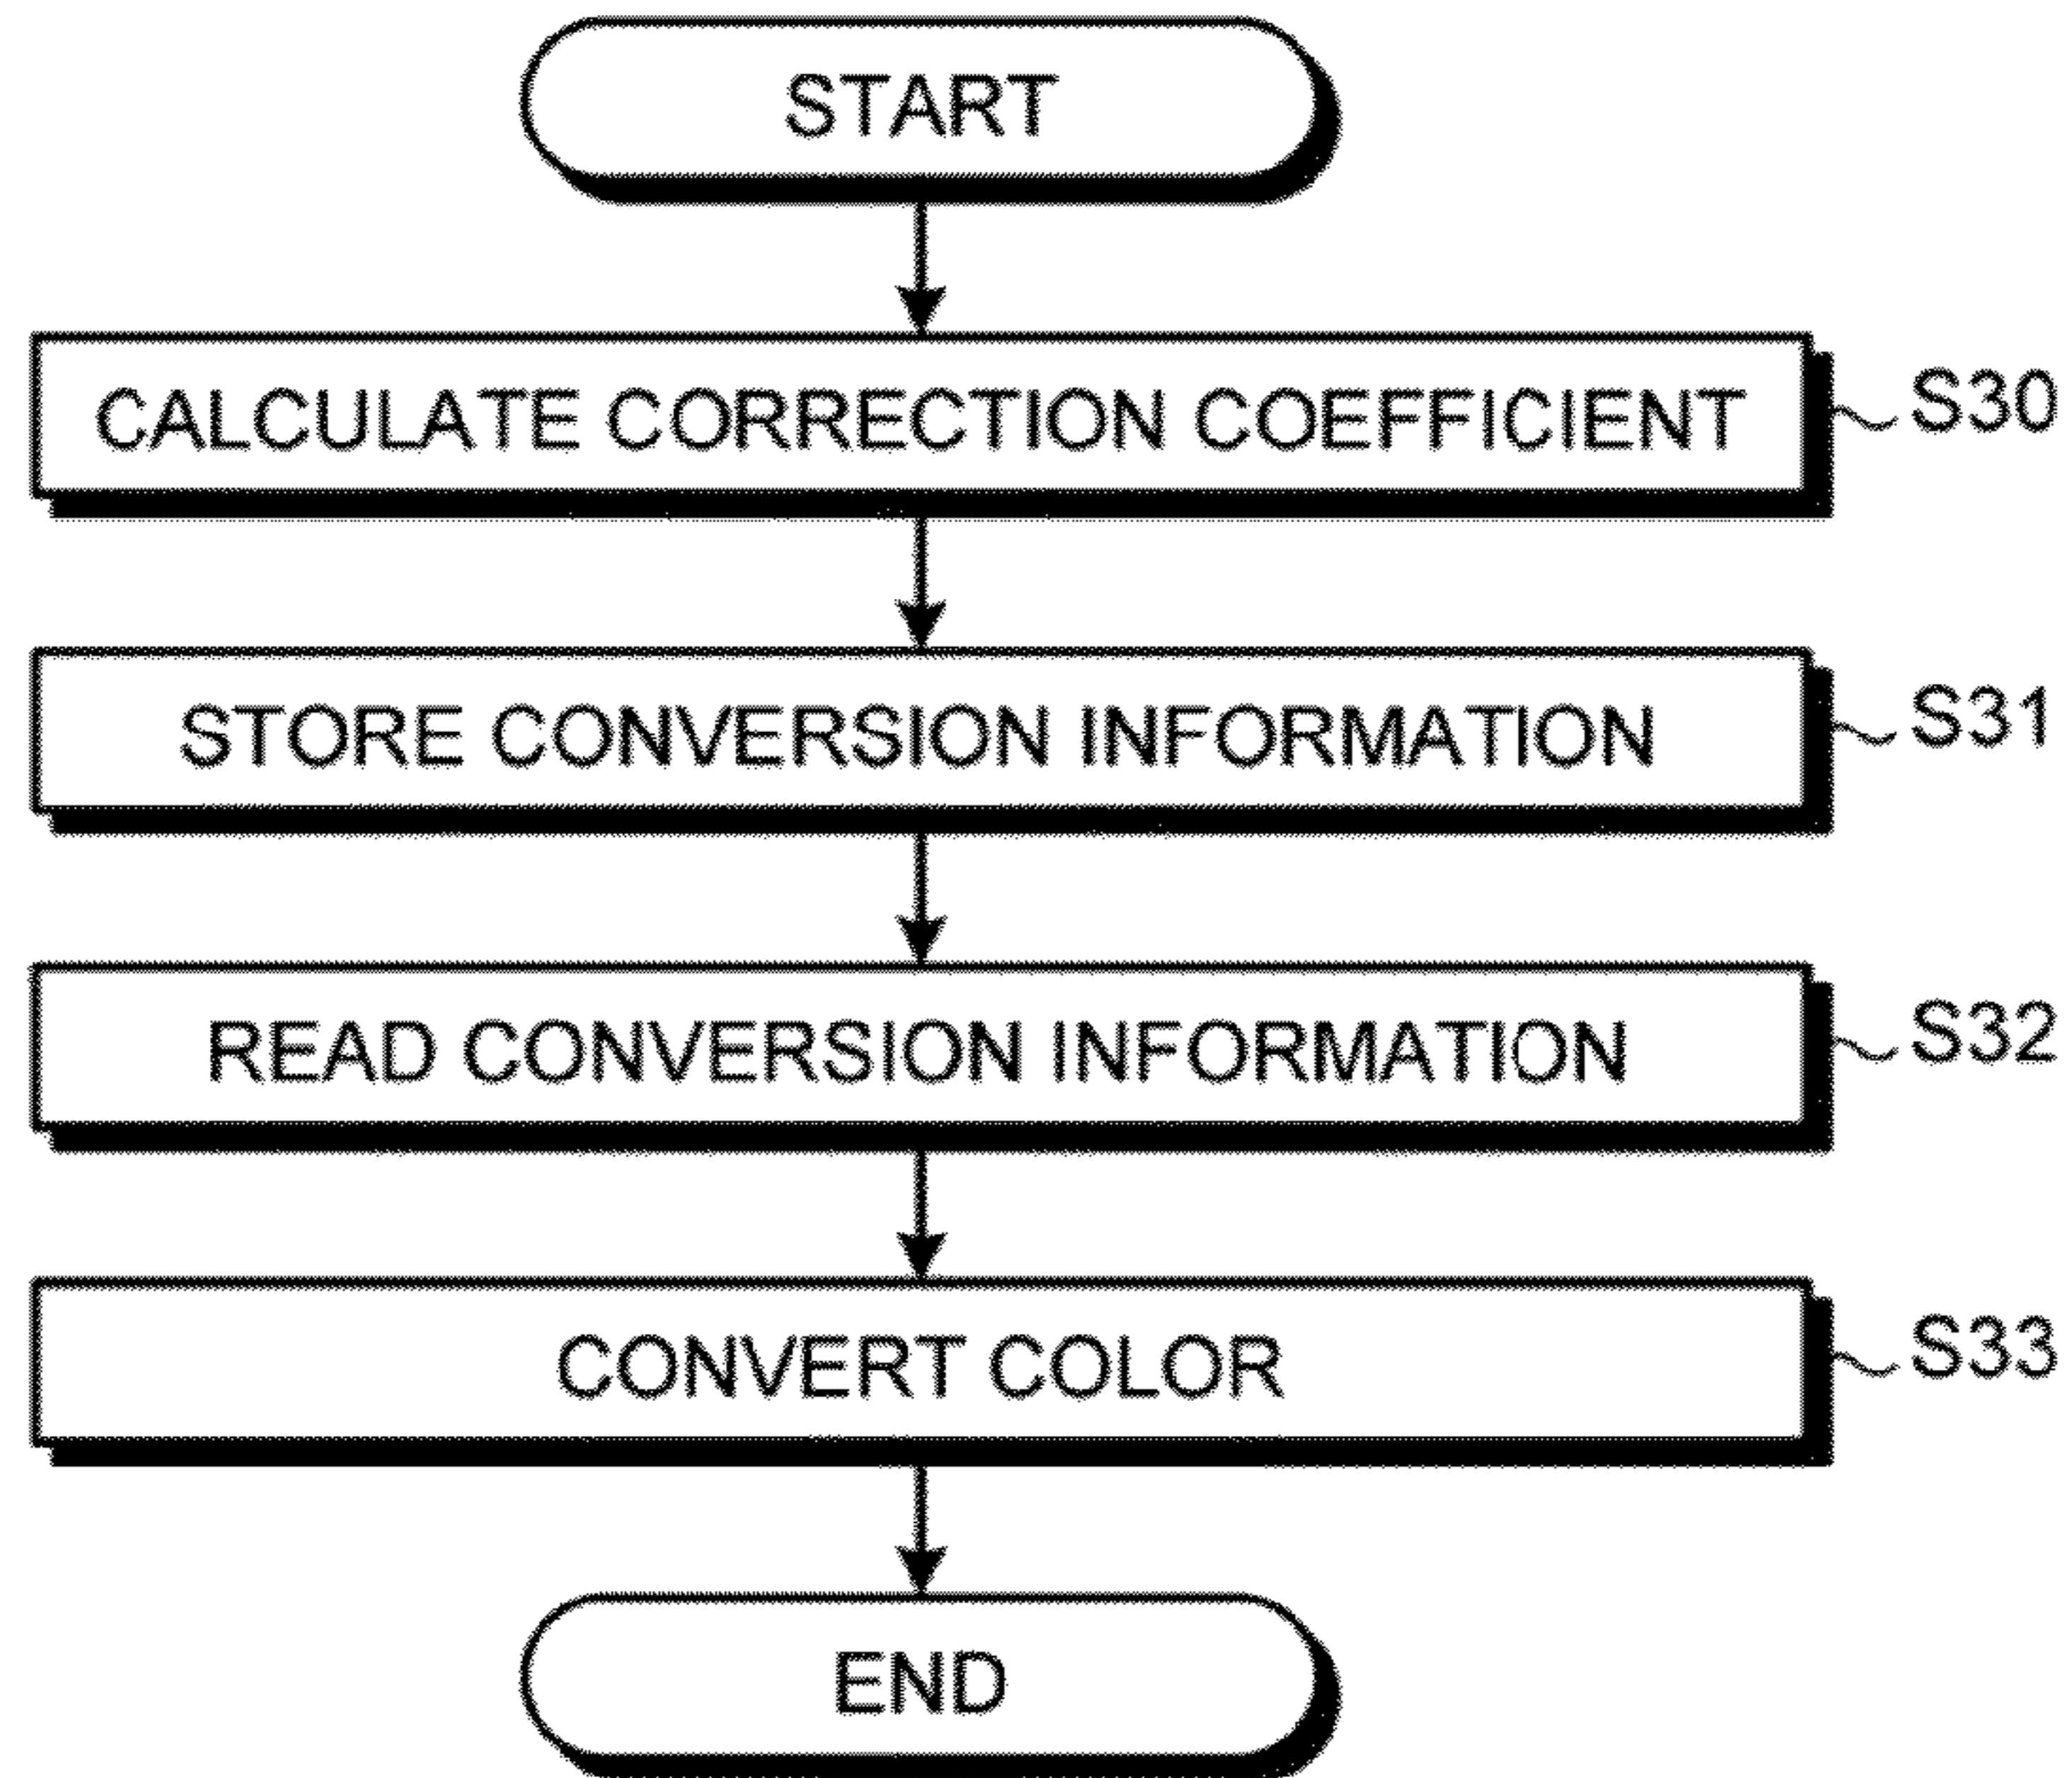 START
CALCULATE CORRECTION COEFFICIENT S30
STORE CONVERSION INFORMATION S31
READ CONVERSION INFORMATION S32
CONVERT COLOR S33
END